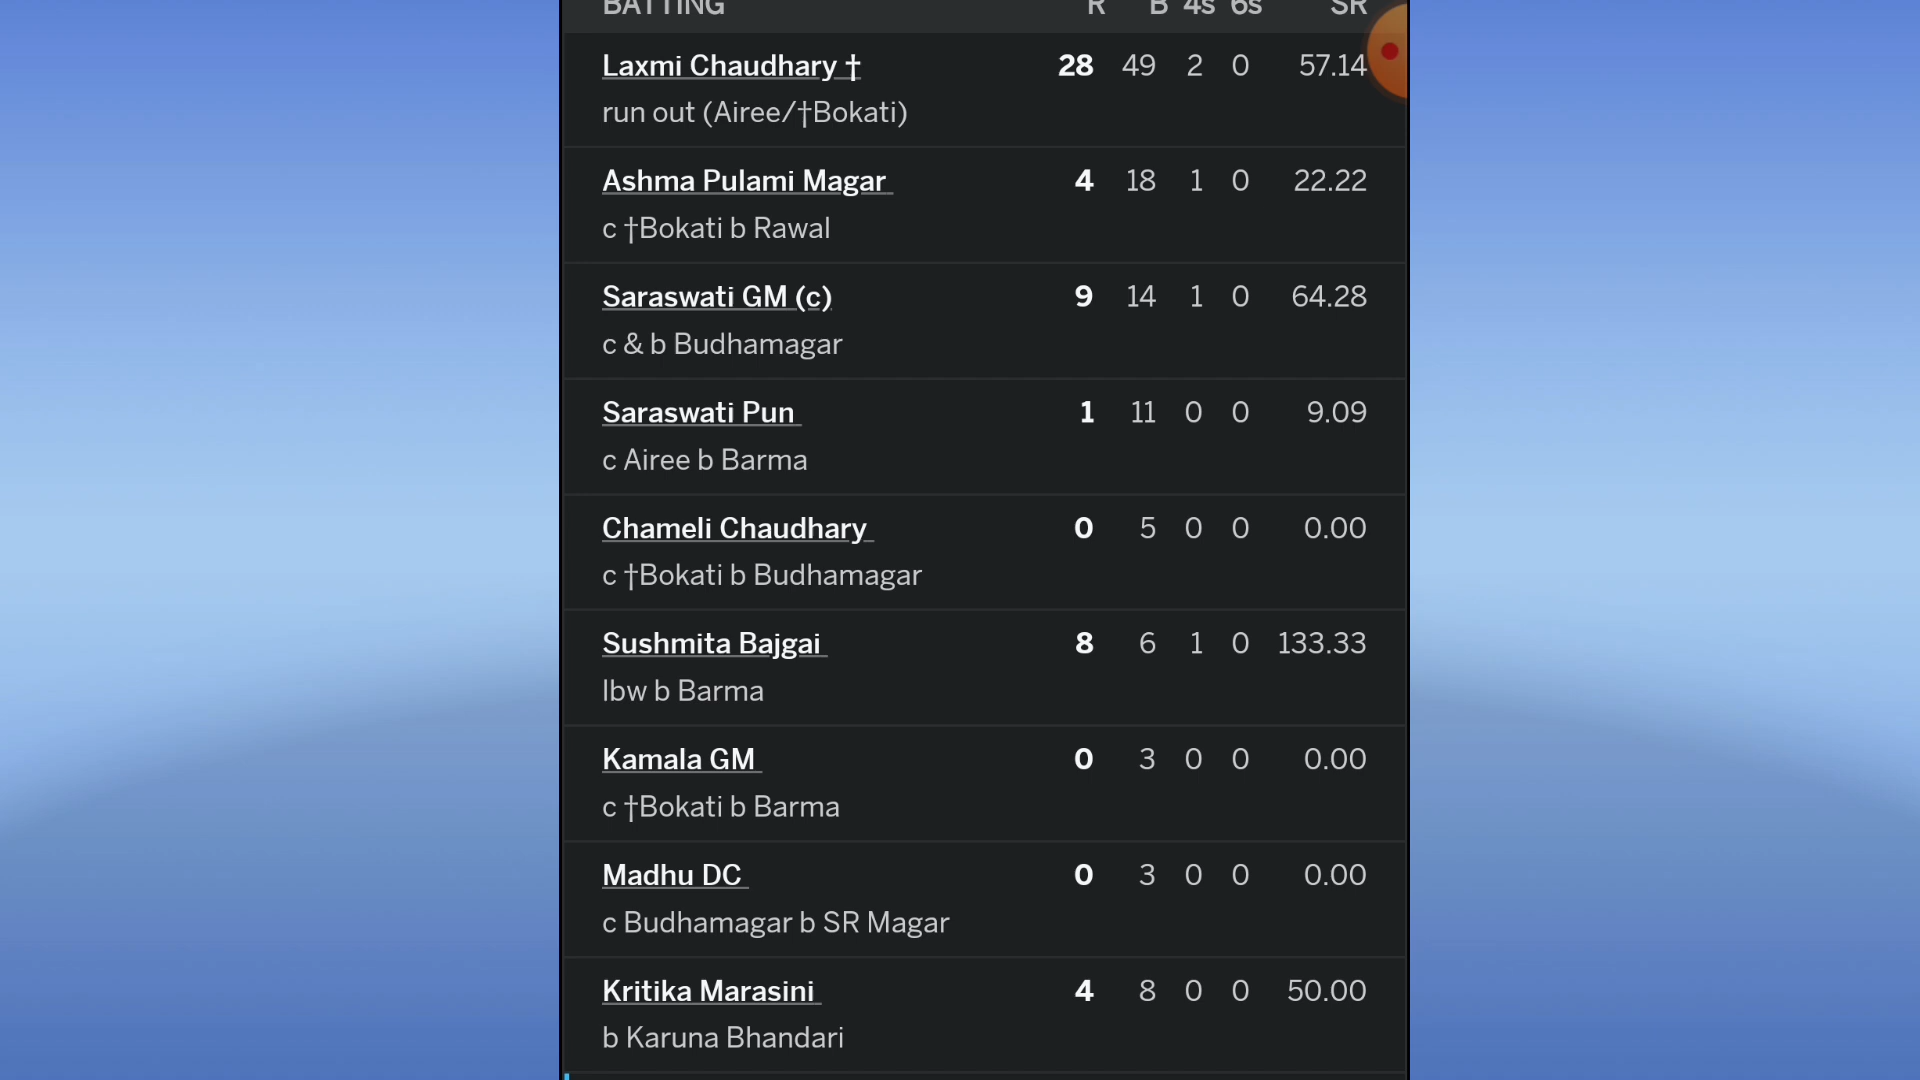 BATTING R B 4s 6s SR
Laxmi Chaudhary † 28 49 2 0 57.14
run out (Airee/†Bokati)
Ashma Pulami Magar 4 18 1 0 22.22
c †Bokati b Rawal
Saraswati GM (c) 9 14 1 0 64.28
c & b Budhamagar
Saraswati Pun 1 11 0 0 9.09
c Airee b Barma
Chameli Chaudhary 0 5 0 0 0.00
c †Bokati b Budhamagar
Sushmita Bajgai 8 6 1 0 133.33
lbw b Barma
Kamala GM 0 3 0 0 0.00
c †Bokati b Barma
Madhu DC 0 3 0 0 0.00
c Budhamagar b SR Magar
Kritika Marasini 4 8 0 0 50.00
b Karuna Bhandari